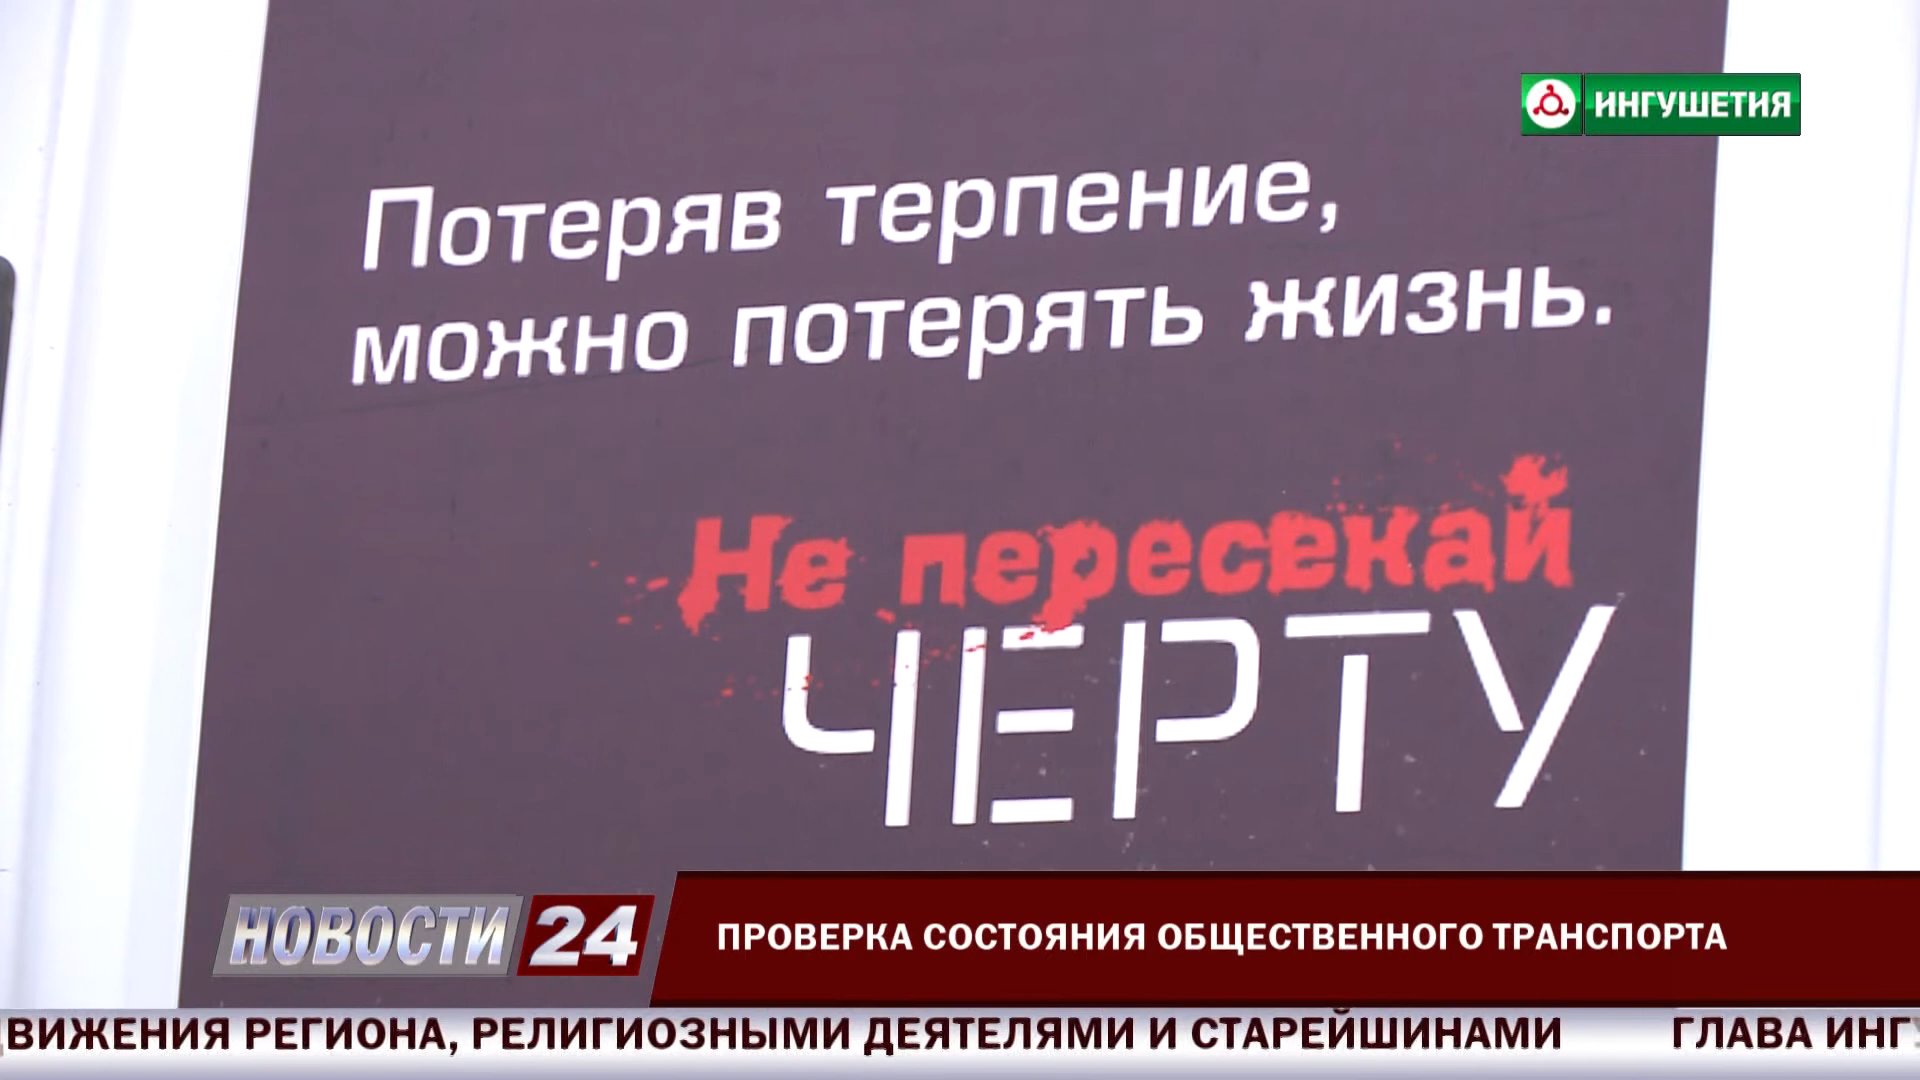 ИНГУШЕТИЯ
Потеряв терпение,
можно потерять жизнь.
Не пересекай
ЧЕРТУ
НОВОСТИ 24
ПРОВЕРКА СОСТОЯНИЯ ОБЩЕСТВЕННОГО ТРАНСПОРТА
ВИЖЕНИЯ РЕГИОНА, РЕЛИГИОЗНЫМИ ДЕЯТЕЛЯМИ И СТАРЕЙШИНАМИ ГЛАВА ИНГ